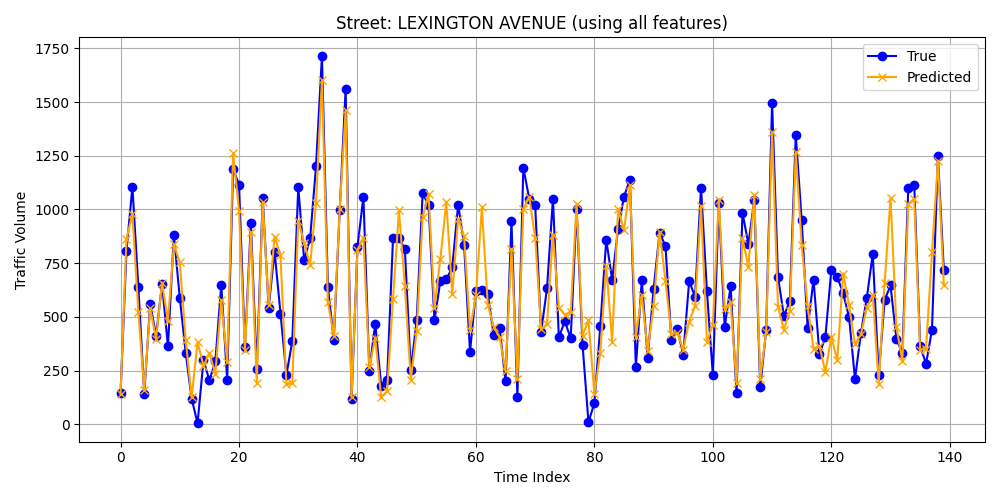 Street: LEXINGTON AVENUE (using all features)
True
Predicted
Traffic Volume
1750
1500
1250
1000
750
500
250
0
0 20 40 60 80 100 120 140
Time Index